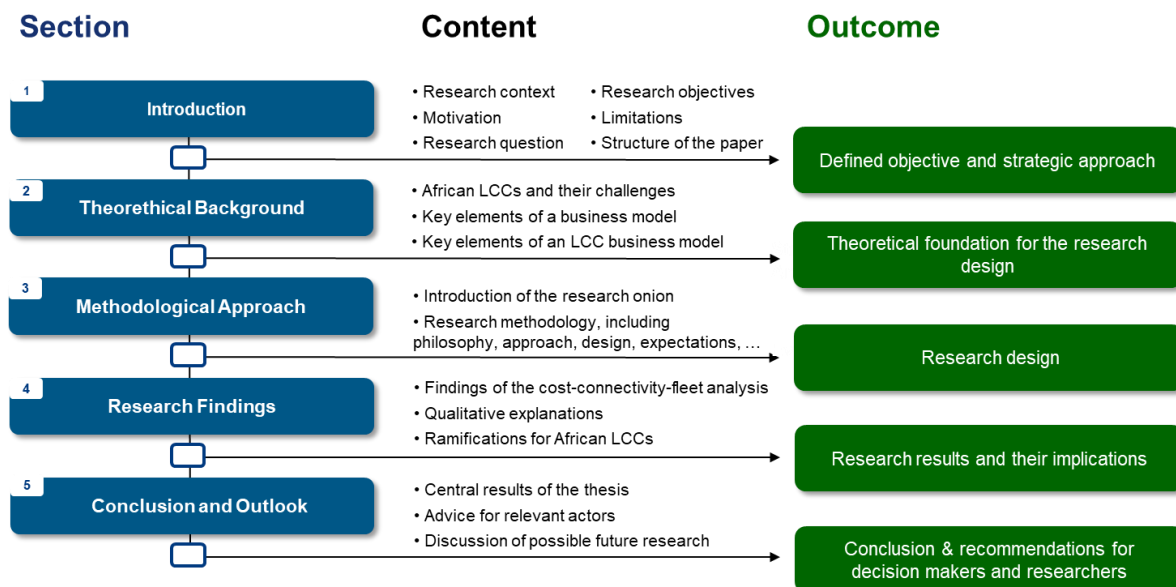 Section
Content
Outcome
1
Introduction
• Research context
• Motivation
• Research question
• Research objectives
• Limitations
• Structure of the paper
Defined objective and strategic approach
2
Theorethical Background
• African LCCs and their challenges
• Key elements of a business model
• Key elements of an LCC business model
Theoretical foundation for the research
design
3
Methodological Approach
• Introduction of the research onion
• Research methodology, including
philosophy, approach, design, expectations, ...
Research design
4
Research Findings
• Findings of the cost-connectivity-fleet analysis
• Qualitative explanations
• Ramifications for African LCCs
Research results and their implications
5
Conclusion and Outlook
• Central results of the thesis
• Advice for relevant actors
• Discussion of possible future research
Conclusion & recommendations for
decision makers and researchers